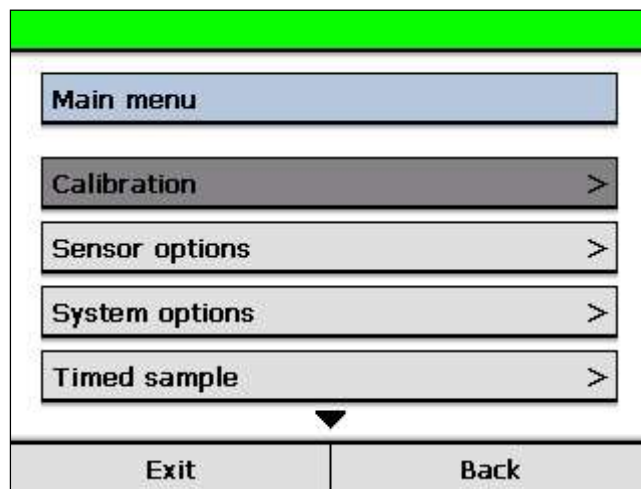 Main menu
Calibration >
Sensor options >
System options >
Timed sample >
Exit Back